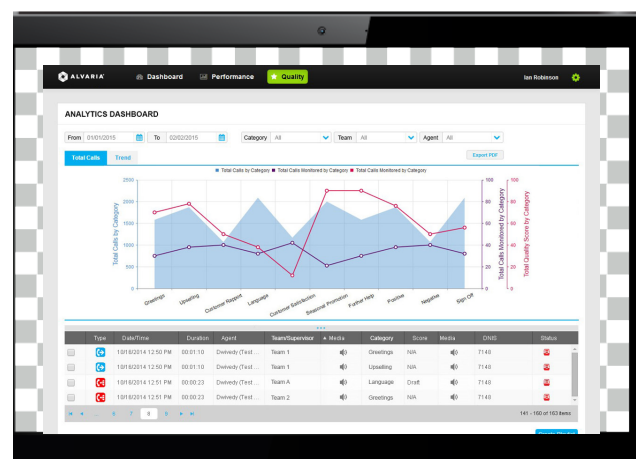 ALVARIA Dashboard Performance Quality Ian Robinson
ANALYTICS DASHBOARD
From 01/01/2015 To 02/02/2015 Category All Team All Agent All
Total Calls Trend Export PDF
Total Calls by Category Total Calls Monitored by Category Total Calls Monitored by Category
2500 100 100
2000 80 80
1500 60 60
1000 40 40
500 20 20
0 0
Total Calls by Category
Total Calls Monitored by Category
Total Quality Score by Category
Greetings Upselling Customer Rapport Language Customer Satisfaction Seasonal Promotion Further Help Positive Negative Sign Off
Type Date/Time Duration Agent Team/Supervisor Media Category Score Media DNIS Status
10/16/2014 12:50 PM 00:01:10 Dwivedy (Test ... Team 1 Greetings N/A 7140
10/16/2014 12:50 PM 00:01:10 Dwivedy (Test ... Team 1 Upselling N/A 7140
10/16/2014 12:51 PM 00:00:23 Dwivedy (Test ... Team A Language Draft 7140
10/16/2014 12:51 PM 00:00:23 Dwivedy (Test ... Team 2 Greetings N/A 7140
... 6 7 8 9 141 - 160 of 163 items